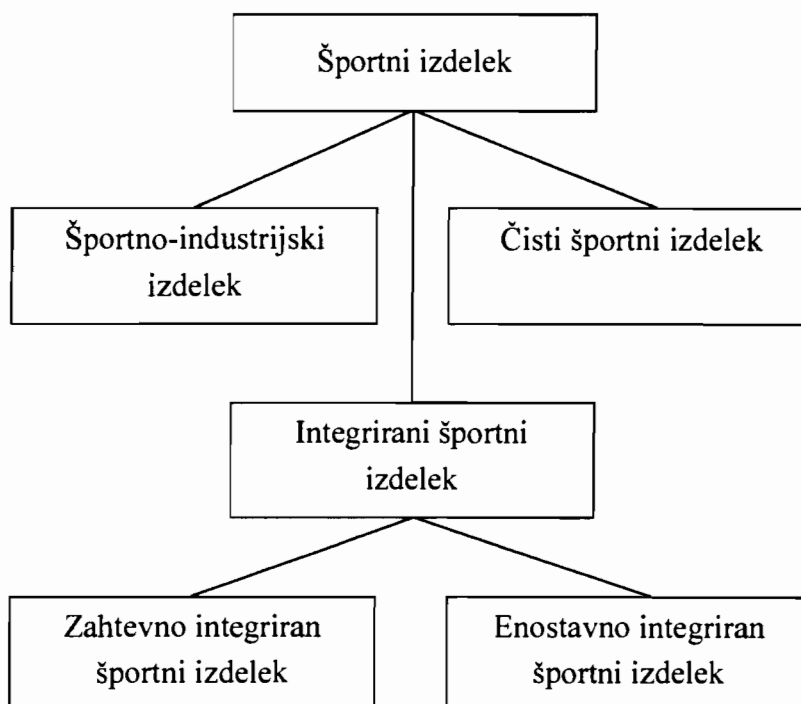 Športni izdelek
Športno-industrijski
izdelek
Čisti športni izdelek
Integrirani športni
izdelek
Zahtevno integriran
športni izdelek
Enostavno integriran
športni izdelek